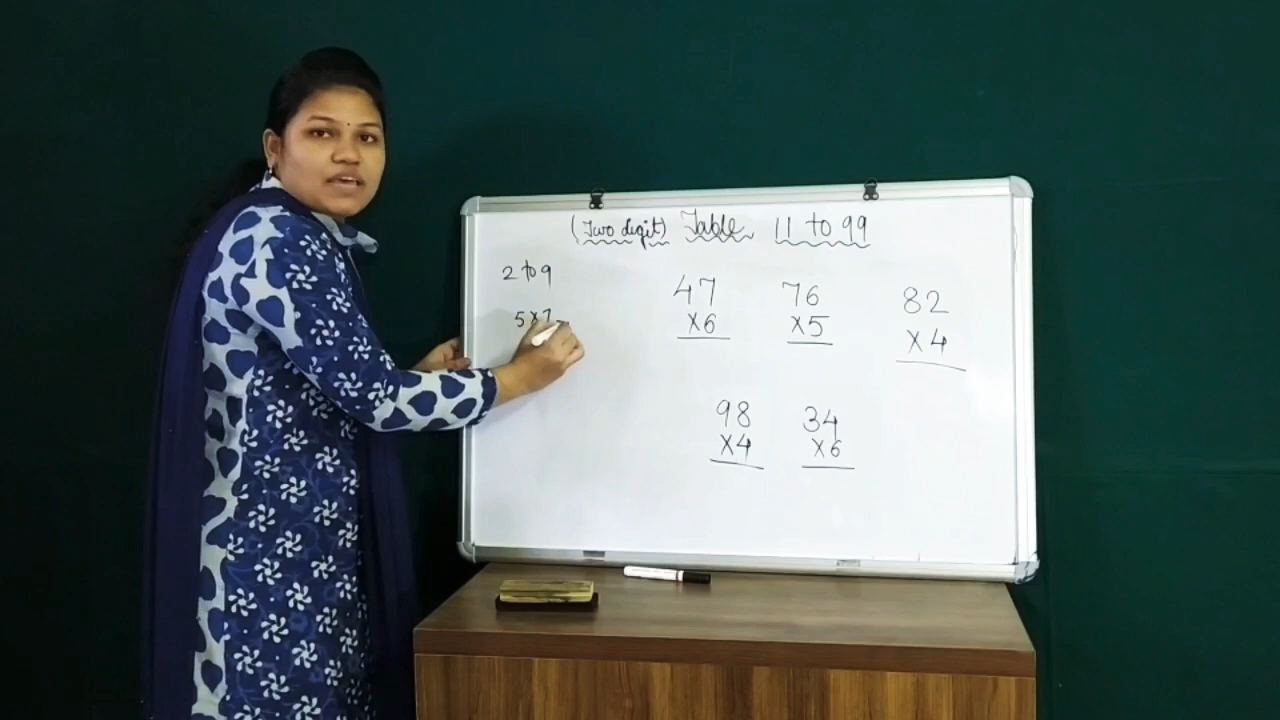 (Two digit) Table 11 to 99
2 to 9
5x7
47
x6
76
x5
82
x4
98
x4
34
x6